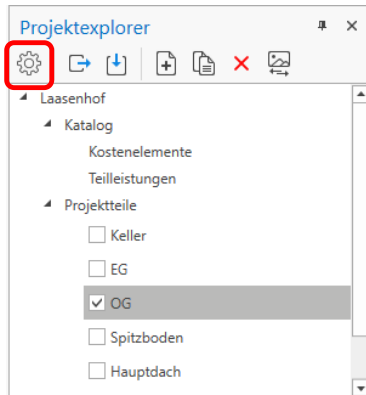 Projektexplorer
Laasenhof
Katalog
Kostenelemente
Teilleistungen
Projektteile
Keller
EG
OG
Spitzboden
Hauptdach